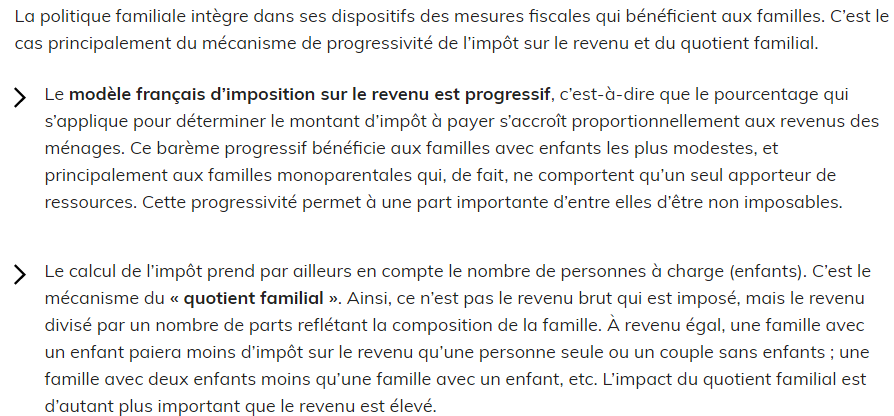 La politique familiale intègre dans ses dispositifs des mesures fiscales qui bénéficient aux familles. C’est le
cas principalement du mécanisme de progressivité de l’impôt sur le revenu et du quotient familial.
Le modèle français d’imposition sur le revenu est progressif, c’est-à-dire que le pourcentage qui
s’applique pour déterminer le montant d’impôt à payer s’accroît proportionnellement aux revenus des
ménages. Ce barème progressif bénéficie aux familles avec enfants les plus modestes, et
principalement aux familles monoparentales qui, de fait, ne comportent qu’un seul apporteur de
ressources. Cette progressivité permet à une part importante d’entre elles d’être non imposables.
Le calcul de l’impôt prend par ailleurs en compte le nombre de personnes à charge (enfants). C’est le
mécanisme du « quotient familial ». Ainsi, ce n’est pas le revenu brut qui est imposé, mais le revenu
divisé par un nombre de parts reflétant la composition de la famille. À revenu égal, une famille avec
un enfant paiera moins d’impôt sur le revenu qu’une personne seule ou un couple sans enfants ; une
famille avec deux enfants moins qu’une famille avec un enfant, etc. L’impact du quotient familial est
d’autant plus important que le revenu est élevé.